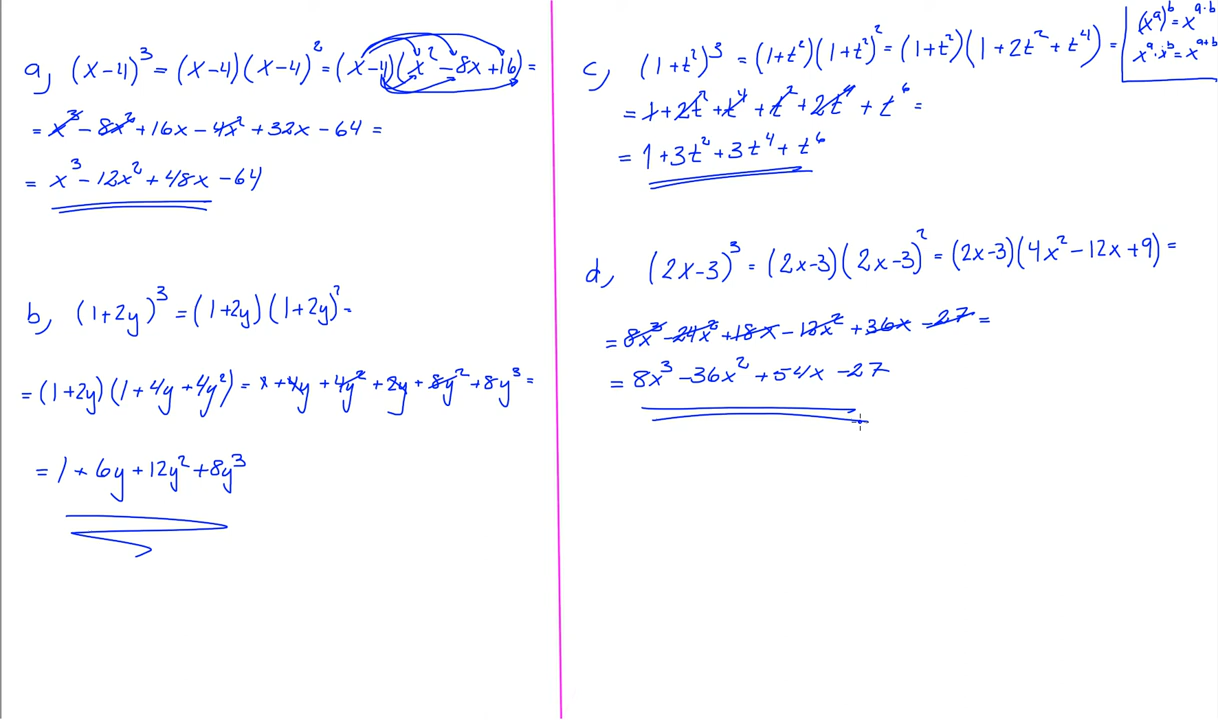 a) (x-4)³ = (x-4)(x-4)² = (x-4)(x²-8x+16) =
= x³ - 8x² + 16x - 4x² + 32x - 64 =
= x³ - 12x² + 48x - 64
b) (1+2y)³ = (1+2y)(1+2y)² =
= (1+2y)(1+4y+4y²) = 1 + 4y + 4y² + 2y + 8y² + 8y³ =
= 1 + 6y + 12y² + 8y³
c) (1+t²)³ = (1+t²)(1+t²)² = (1+t²)(1+2t²+t⁴) =
= 1 + 2t² + t⁴ + t² + 2t⁴ + t⁶ =
= 1 + 3t² + 3t⁴ + t⁶
(xᵃ)ᵇ = xᵃ·ᵇ
xᵃ · xᵇ = xᵃ⁺ᵇ
d) (2x-3)³ = (2x-3)(2x-3)² = (2x-3)(4x²-12x+9) =
= 8x³ - 24x² + 18x - 12x² + 36x - 27 =
= 8x³ - 36x² + 54x - 27